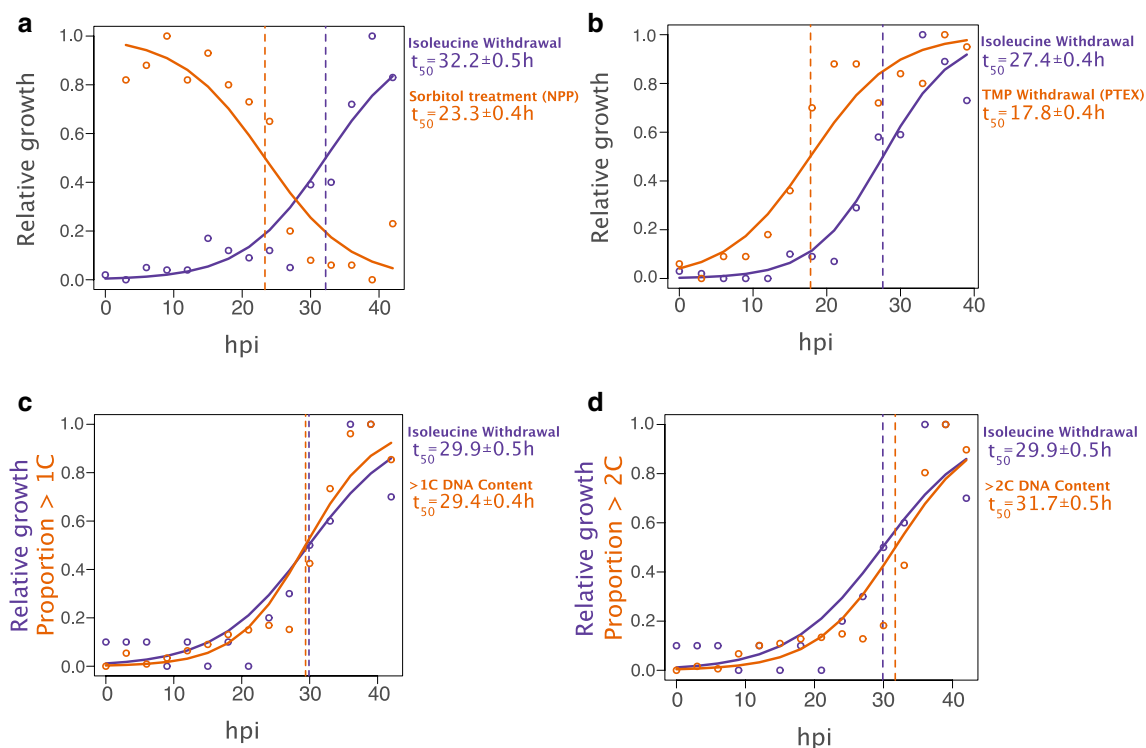 a
Relative growth
1.0
0.8
0.6
0.4
0.2
0.0
0
10
20
30
40
hpi
Isoleucine Withdrawal
t50=32.2±0.5h
Sorbitol treatment (NPP)
t50=23.3±0.4h
b
Relative growth
1.0
0.8
0.6
0.4
0.2
0.0
0
10
20
30
40
hpi
Isoleucine Withdrawal
t50=27.4±0.4h
TMP Withdrawal (PTEX)
t50=17.8±0.4h
c
Relative growth
Proportion > 1C
1.0
0.8
0.6
0.4
0.2
0.0
0
10
20
30
40
hpi
Isoleucine Withdrawal
t50=29.9±0.5h
>1C DNA Content
t50=29.4±0.4h
d
Relative growth
Proportion > 2C
1.0
0.8
0.6
0.4
0.2
0.0
0
10
20
30
40
hpi
Isoleucine Withdrawal
t50=29.9±0.5h
>2C DNA Content
t50=31.7±0.5h